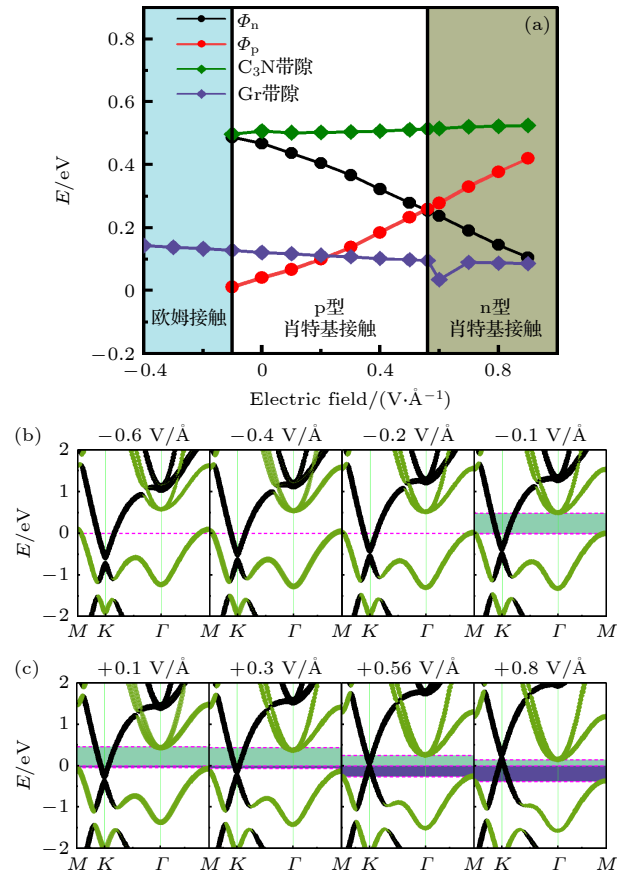 (a)
Φn
Φp
C3N带隙
Gr带隙
E/eV
0.8
0.6
0.4
0.2
0
−0.2
欧姆接触
p型
肖特基接触
n型
肖特基接触
−0.4 0 0.4 0.8
Electric field/(V·Å−1)
(b)
−0.6 V/Å −0.4 V/Å −0.2 V/Å −0.1 V/Å
E/eV
2
1
0
−1
−2
M K Γ M K Γ M K Γ M K Γ M
(c)
+0.1 V/Å +0.3 V/Å +0.56 V/Å +0.8 V/Å
E/eV
2
1
0
−1
−2
M K Γ M K Γ M K Γ M K Γ M